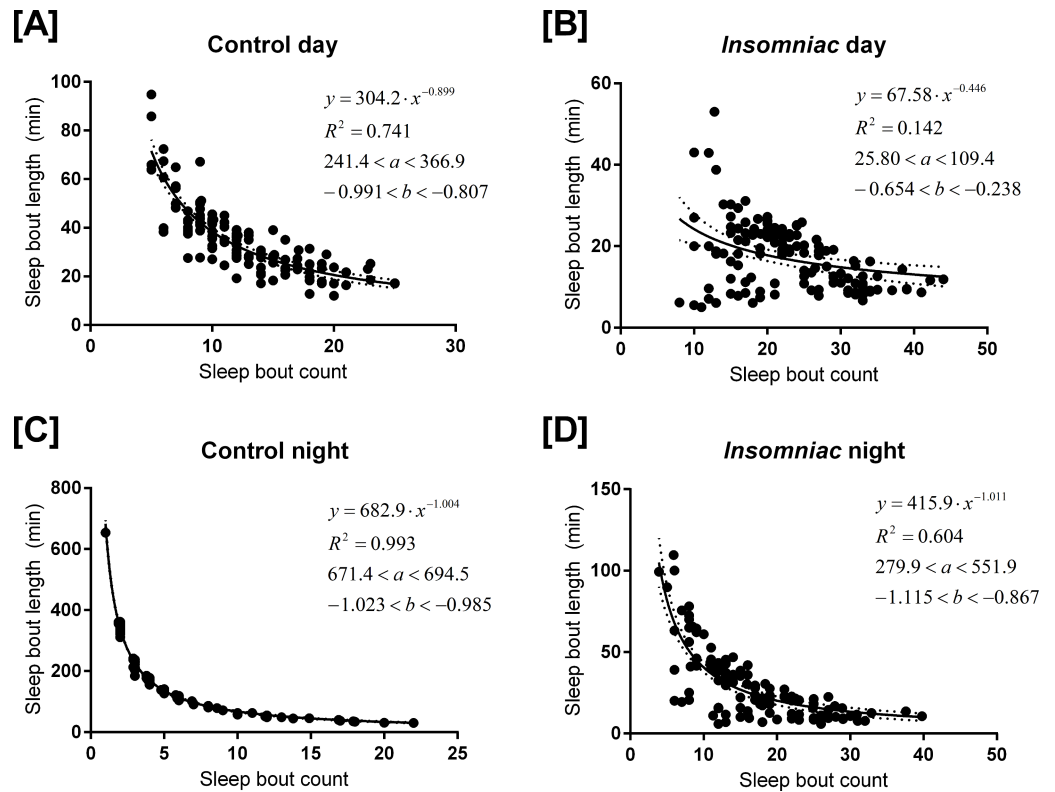 [A]
Control day
Sleep bout length (min)
100
80
60
40
20
0
y = 304.2 · x^−0.899
R² = 0.741
241.4 < a < 366.9
−0.991 < b < −0.807
0 10 20 30
Sleep bout count
[B]
Insomniac day
Sleep bout length (min)
60
40
20
0
y = 67.58 · x^−0.446
R² = 0.142
25.80 < a < 109.4
−0.654 < b < −0.238
0 10 20 30 40 50
Sleep bout count
[C]
Control night
Sleep bout length (min)
800
600
400
200
0
y = 682.9 · x^−1.004
R² = 0.993
671.4 < a < 694.5
−1.023 < b < −0.985
0 5 10 15 20 25
Sleep bout count
[D]
Insomniac night
Sleep bout length (min)
150
100
50
0
y = 415.9 · x^−1.011
R² = 0.604
279.9 < a < 551.9
−1.115 < b < −0.867
0 10 20 30 40 50
Sleep bout count